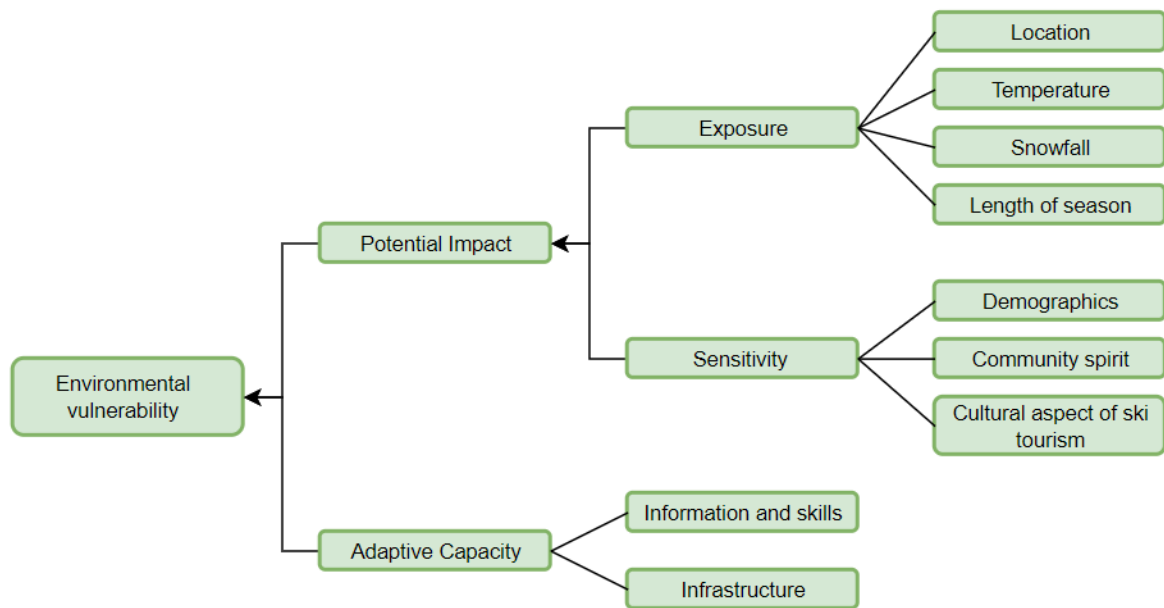 Location
Temperature
Exposure
Snowfall
Length of season
Potential Impact
Demographics
Sensitivity
Community spirit
Environmental
vulnerability
Cultural aspect of ski
tourism
Information and skills
Adaptive Capacity
Infrastructure